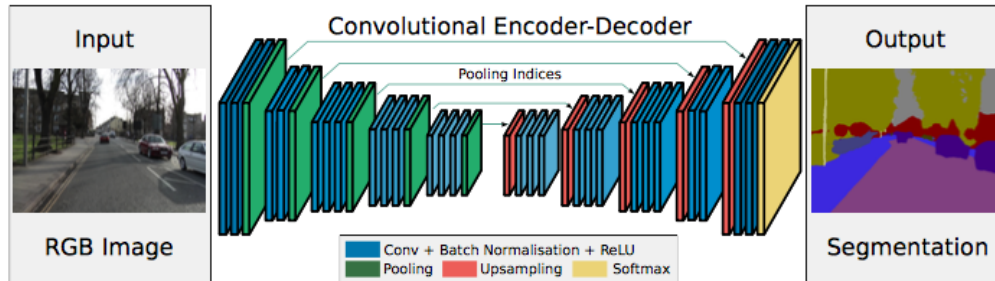 Input
RGB Image
Convolutional Encoder-Decoder
Pooling Indices
Conv + Batch Normalisation + ReLU
Pooling Upsampling Softmax
Output
Segmentation